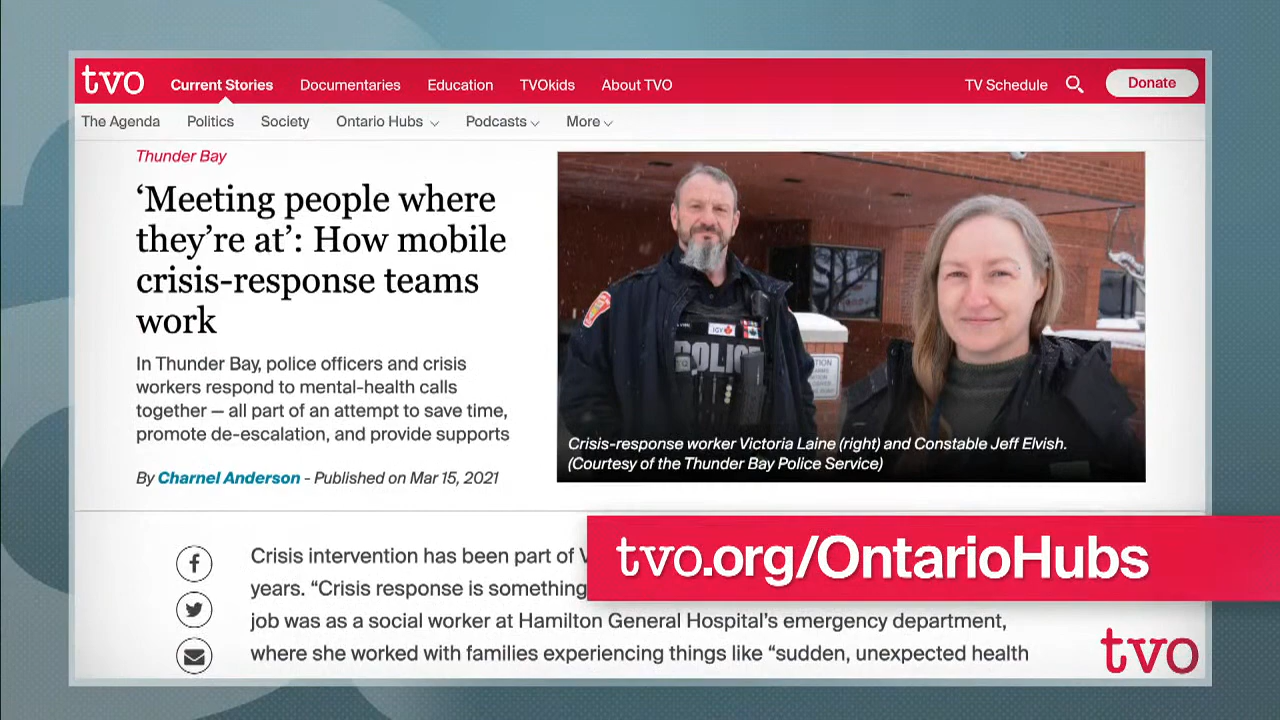 tvo
Current Stories
Documentaries
Education
TVOkids
About TVO
TV Schedule
Donate
The Agenda
Politics
Society
Ontario Hubs
Podcasts
More
Thunder Bay
‘Meeting people where
they’re at’: How mobile
crisis-response teams
work
In Thunder Bay, police officers and crisis
workers respond to mental-health calls
together — all part of an attempt to save time,
promote de-escalation, and provide supports
By Charnel Anderson - Published on Mar 15, 2021
POLICE
Crisis-response worker Victoria Laine (right) and Constable Jeff Elvish.
(Courtesy of the Thunder Bay Police Service)
Crisis intervention has been part of
years. “Crisis response is something
job was as a social worker at Hamilton General Hospital’s emergency department,
where she worked with families experiencing things like “sudden, unexpected health
tvo.org/OntarioHubs
tvo